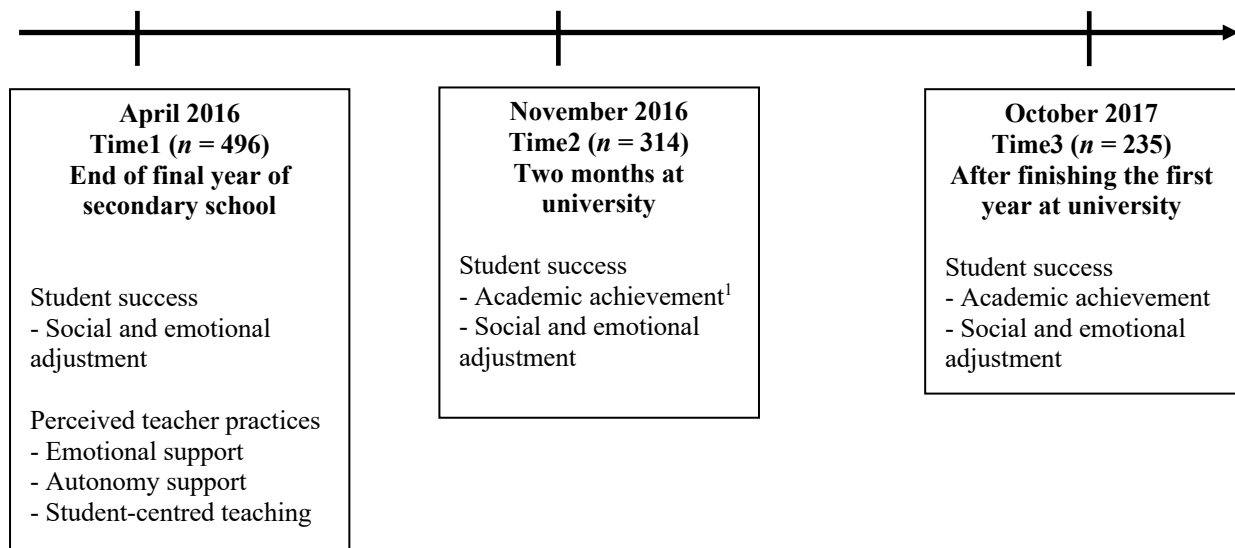 April 2016
Time1 (n = 496)
End of final year of
secondary school
Student success
- Social and emotional
adjustment
Perceived teacher practices
- Emotional support
- Autonomy support
- Student-centred teaching
November 2016
Time2 (n = 314)
Two months at
university
Student success
- Academic achievement¹
- Social and emotional
adjustment
October 2017
Time3 (n = 235)
After finishing the first
year at university
Student success
- Academic achievement
- Social and emotional
adjustment